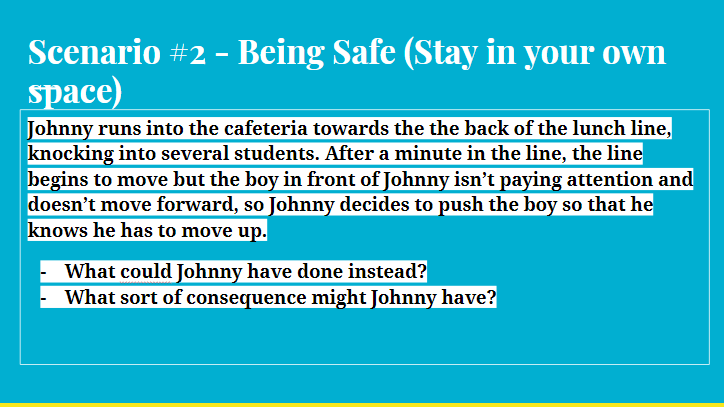 Scenario #2 - Being Safe (Stay in your own
space)
Johnny runs into the cafeteria towards the the back of the lunch line,
knocking into several students. After a minute in the line, the line
begins to move but the boy in front of Johnny isn't paying attention and
doesn't move forward, so Johnny decides to push the boy so that he
knows he has to move up.
- What could Johnny have done instead?
- What sort of consequence might Johnny have?